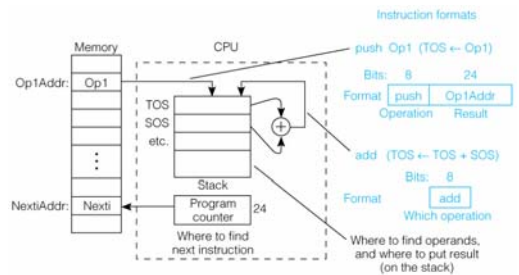 Instruction formats
Memory
CPU
push Op1 (TOS ← Op1)
Op1Addr:
Op1
Bits: 8 24
Format push Op1Addr
Operation Result
TOS
SOS
etc.
+
add (TOS ← TOS + SOS)
Bits: 8
Format add
Which operation
Stack
NextiAddr:
Nexti
Program
counter
24
Where to find
next instruction
Where to find operands,
and where to put result
(on the stack)